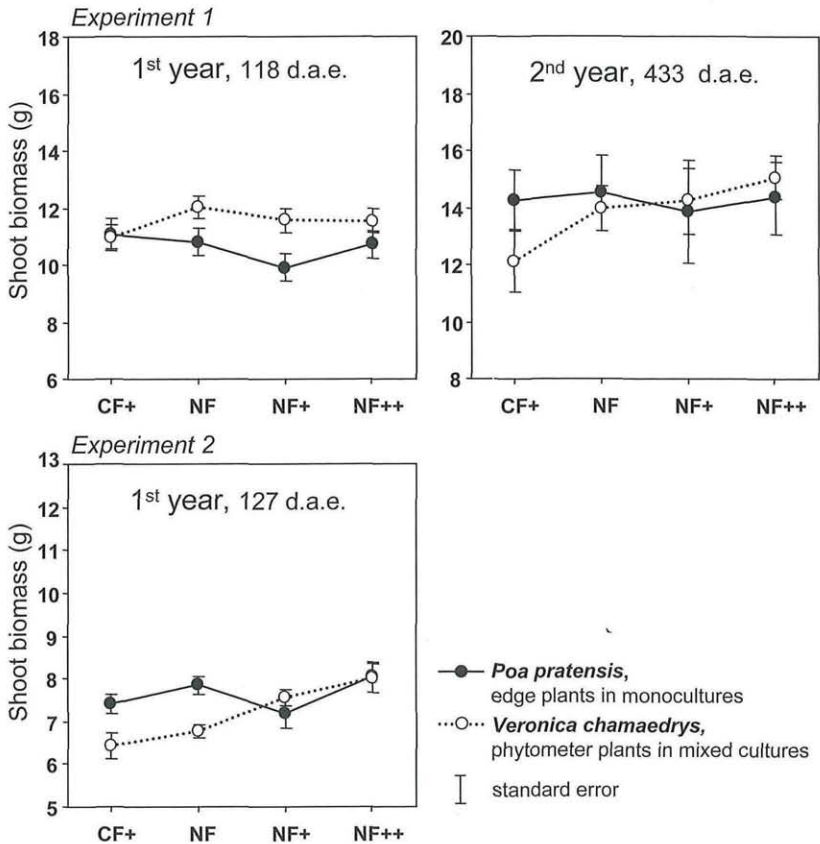 Experiment 1
Shoot biomass (g)
18
16
14
12
10
8
6
1st year, 118 d.a.e.
CF+ NF NF+ NF++
20
18
16
14
12
10
8
2nd year, 433 d.a.e.
CF+ NF NF+ NF++
Experiment 2
Shoot biomass (g)
13
12
11
10
9
8
7
6
5
1st year, 127 d.a.e.
CF+ NF NF+ NF++
Poa pratensis,
edge plants in monocultures
Veronica chamaedrys,
phytometer plants in mixed cultures
standard error